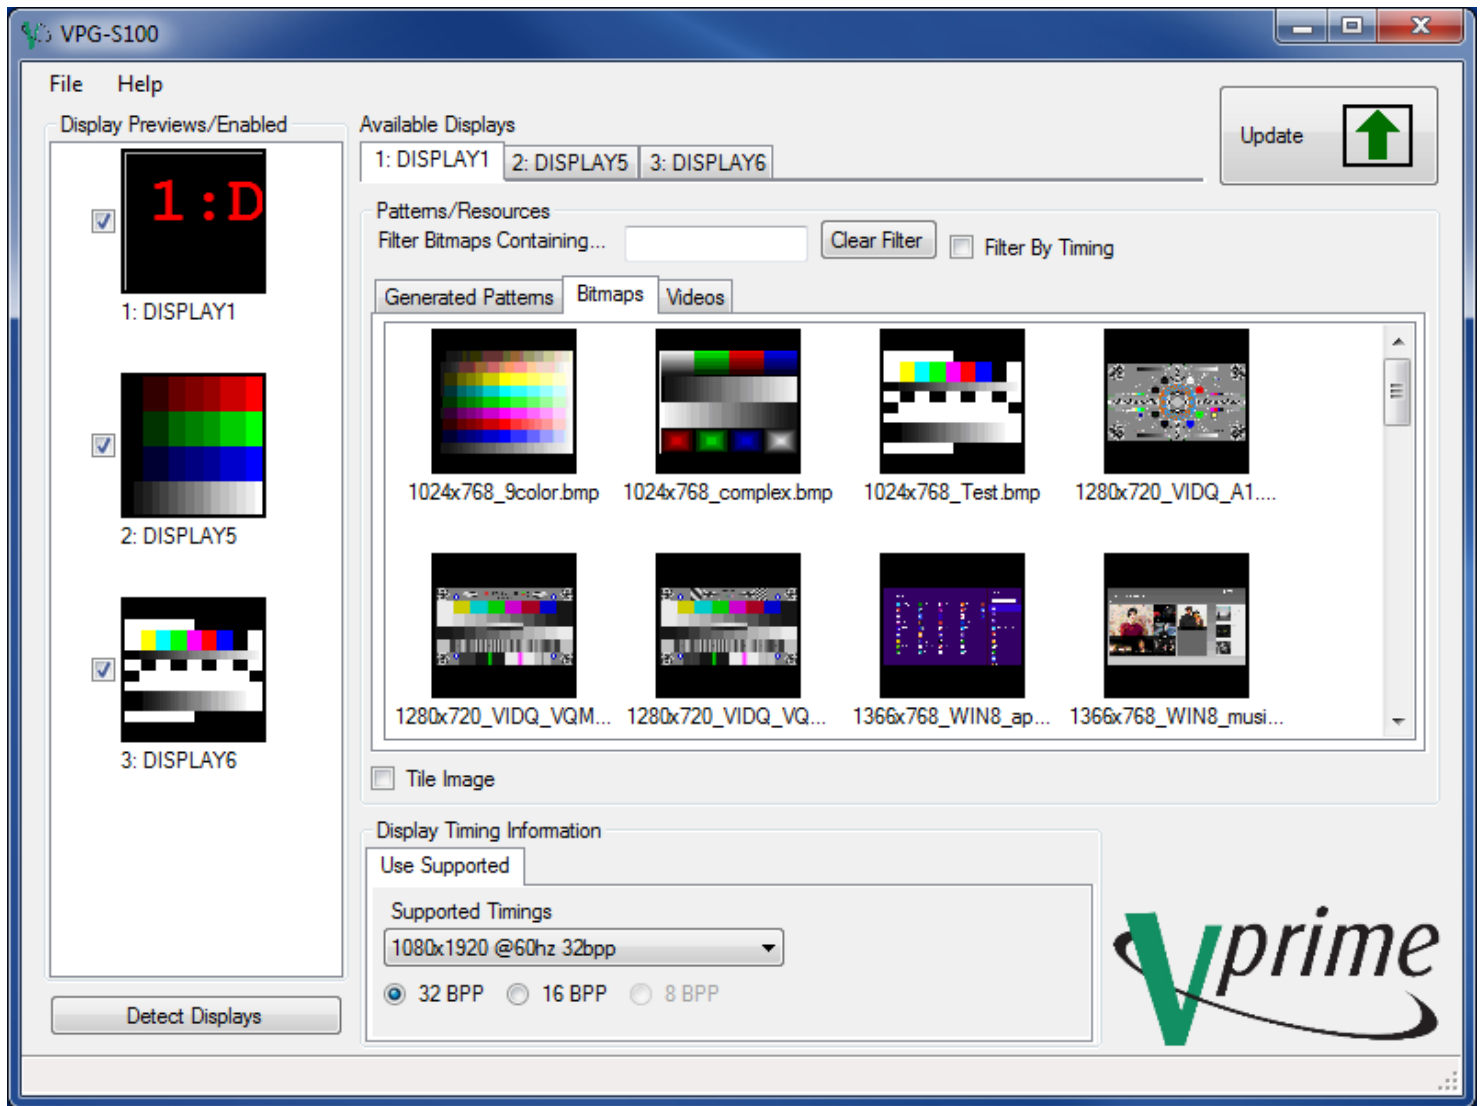 VPG-S100
File Help
Display Previews/Enabled
1:D
1: DISPLAY1
2: DISPLAY5
3: DISPLAY6
Detect Displays
Available Displays
1: DISPLAY1 2: DISPLAY5 3: DISPLAY6
Update
Patterns/Resources
Filter Bitmaps Containing... Clear Filter Filter By Timing
Generated Patterns Bitmaps Videos
1024x768_9color.bmp 1024x768_complex.bmp 1024x768_Test.bmp 1280x720_VIDQ_A1....
1280x720_VIDQ_VQM... 1280x720_VIDQ_VQ... 1366x768_WIN8_ap... 1366x768_WIN8_musi...
Tile Image
Display Timing Information
Use Supported
Supported Timings
1080x1920 @60hz 32bpp
32 BPP 16 BPP 8 BPP
Vprime